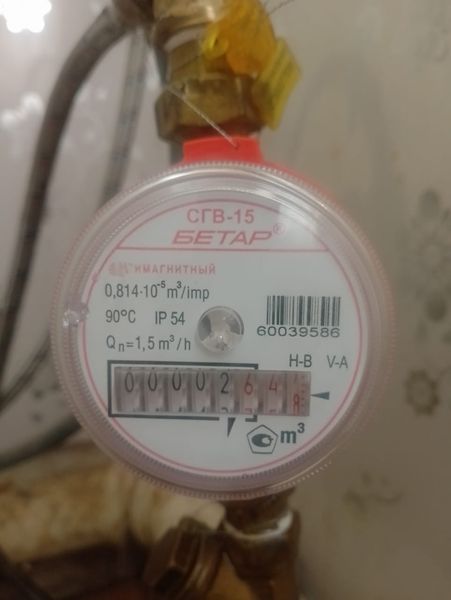 СГВ-15
БЕТАР®
АНТИМАГНИТНЫЙ
0,814·10⁻⁵ m³/imp
90°C IP 54
60039586
Qn=1,5 m³/h
H-B V-A
0000264
m³